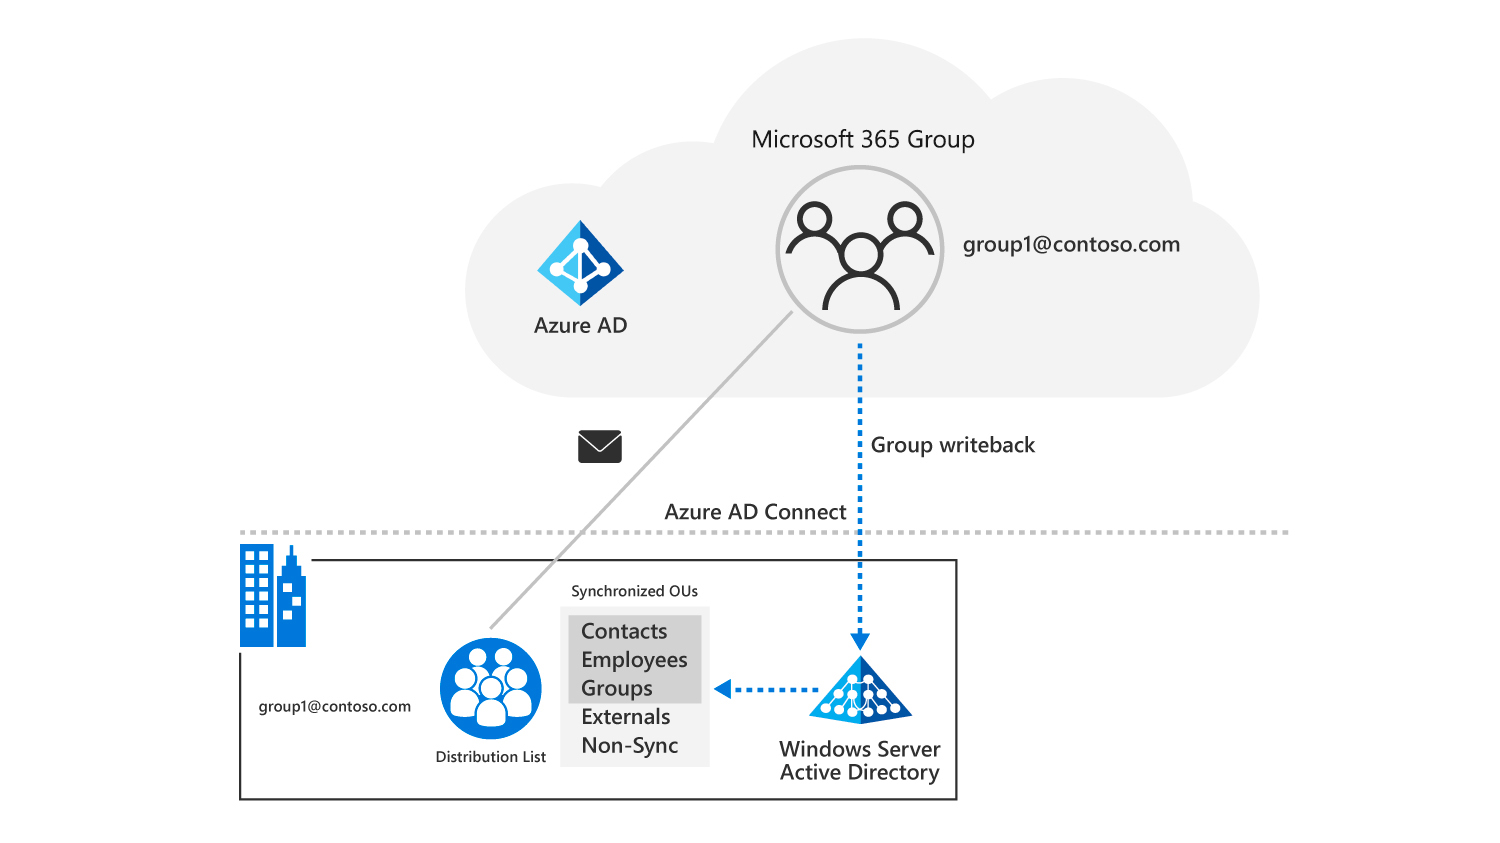 Microsoft 365 Group
group1@contoso.com
Azure AD
Group writeback
Azure AD Connect
Synchronized OUs
Contacts
Employees
Groups
Externals
Non-Sync
group1@contoso.com
Distribution List
Windows Server
Active Directory